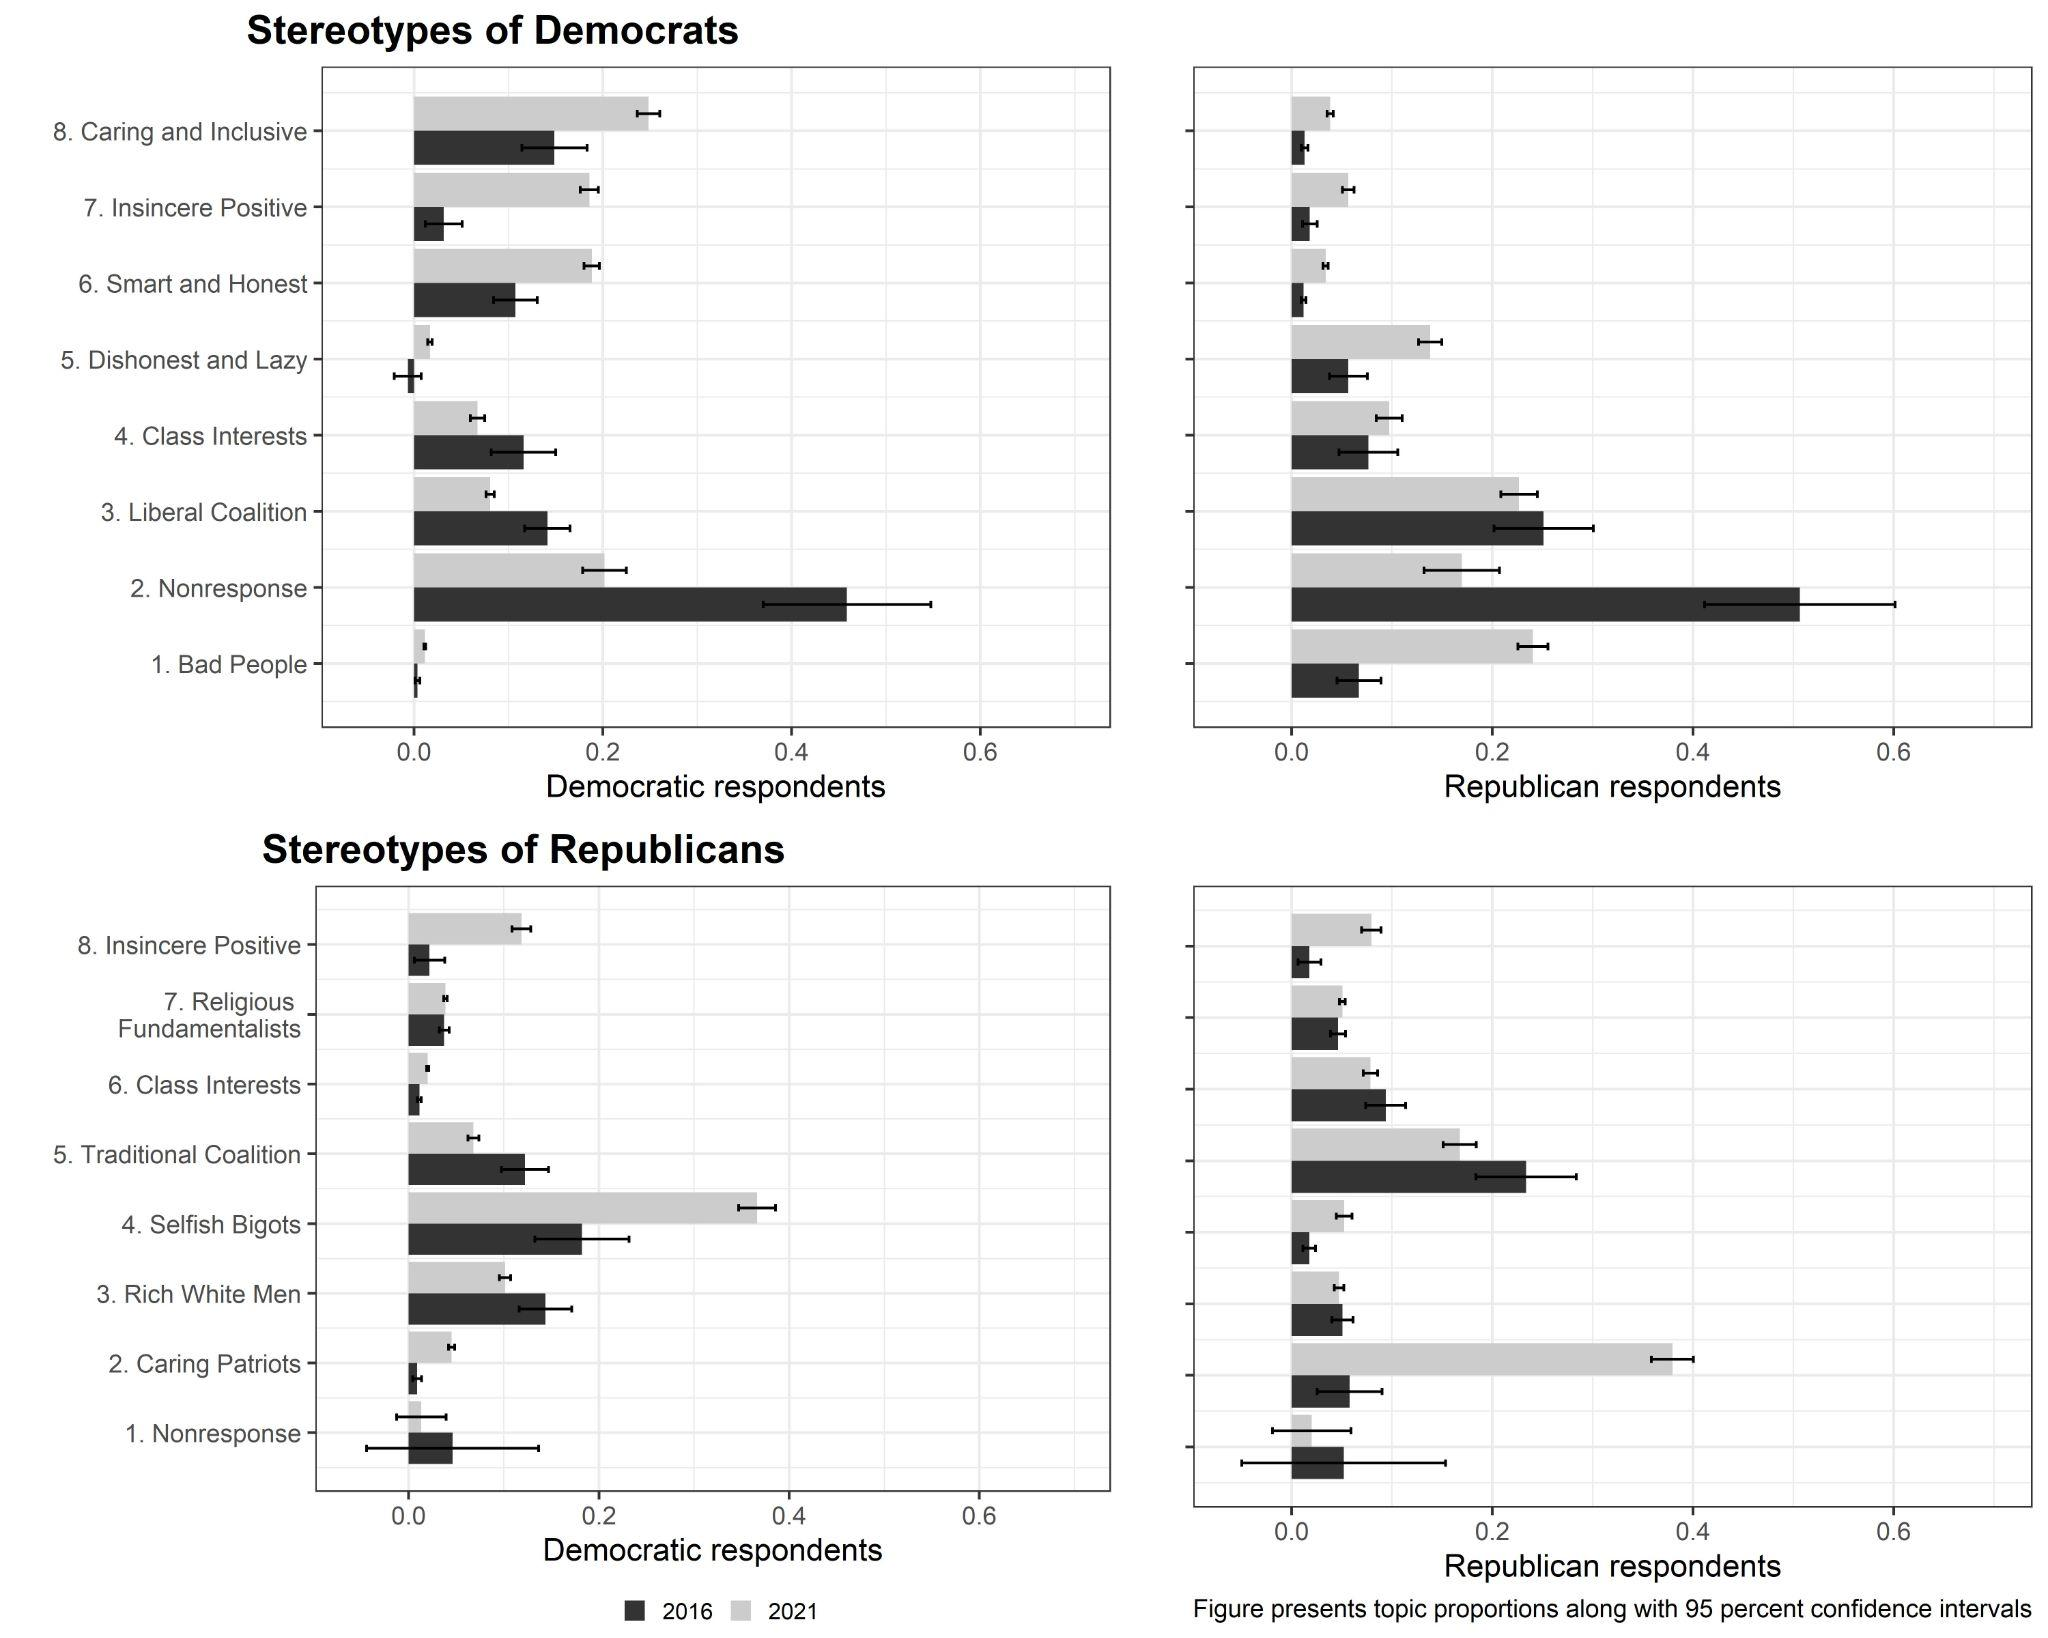 Stereotypes of Democrats
8. Caring and Inclusive
7. Insincere Positive
6. Smart and Honest
5. Dishonest and Lazy
4. Class Interests
3. Liberal Coalition
2. Nonresponse
1. Bad People
0.0 0.2 0.4 0.6
Democratic respondents
0.0 0.2 0.4 0.6
Republican respondents
Stereotypes of Republicans
8. Insincere Positive
7. Religious
Fundamentalists
6. Class Interests
5. Traditional Coalition
4. Selfish Bigots
3. Rich White Men
2. Caring Patriots
1. Nonresponse
0.0 0.2 0.4 0.6
Democratic respondents
0.0 0.2 0.4 0.6
Republican respondents
2016 2021
Figure presents topic proportions along with 95 percent confidence intervals